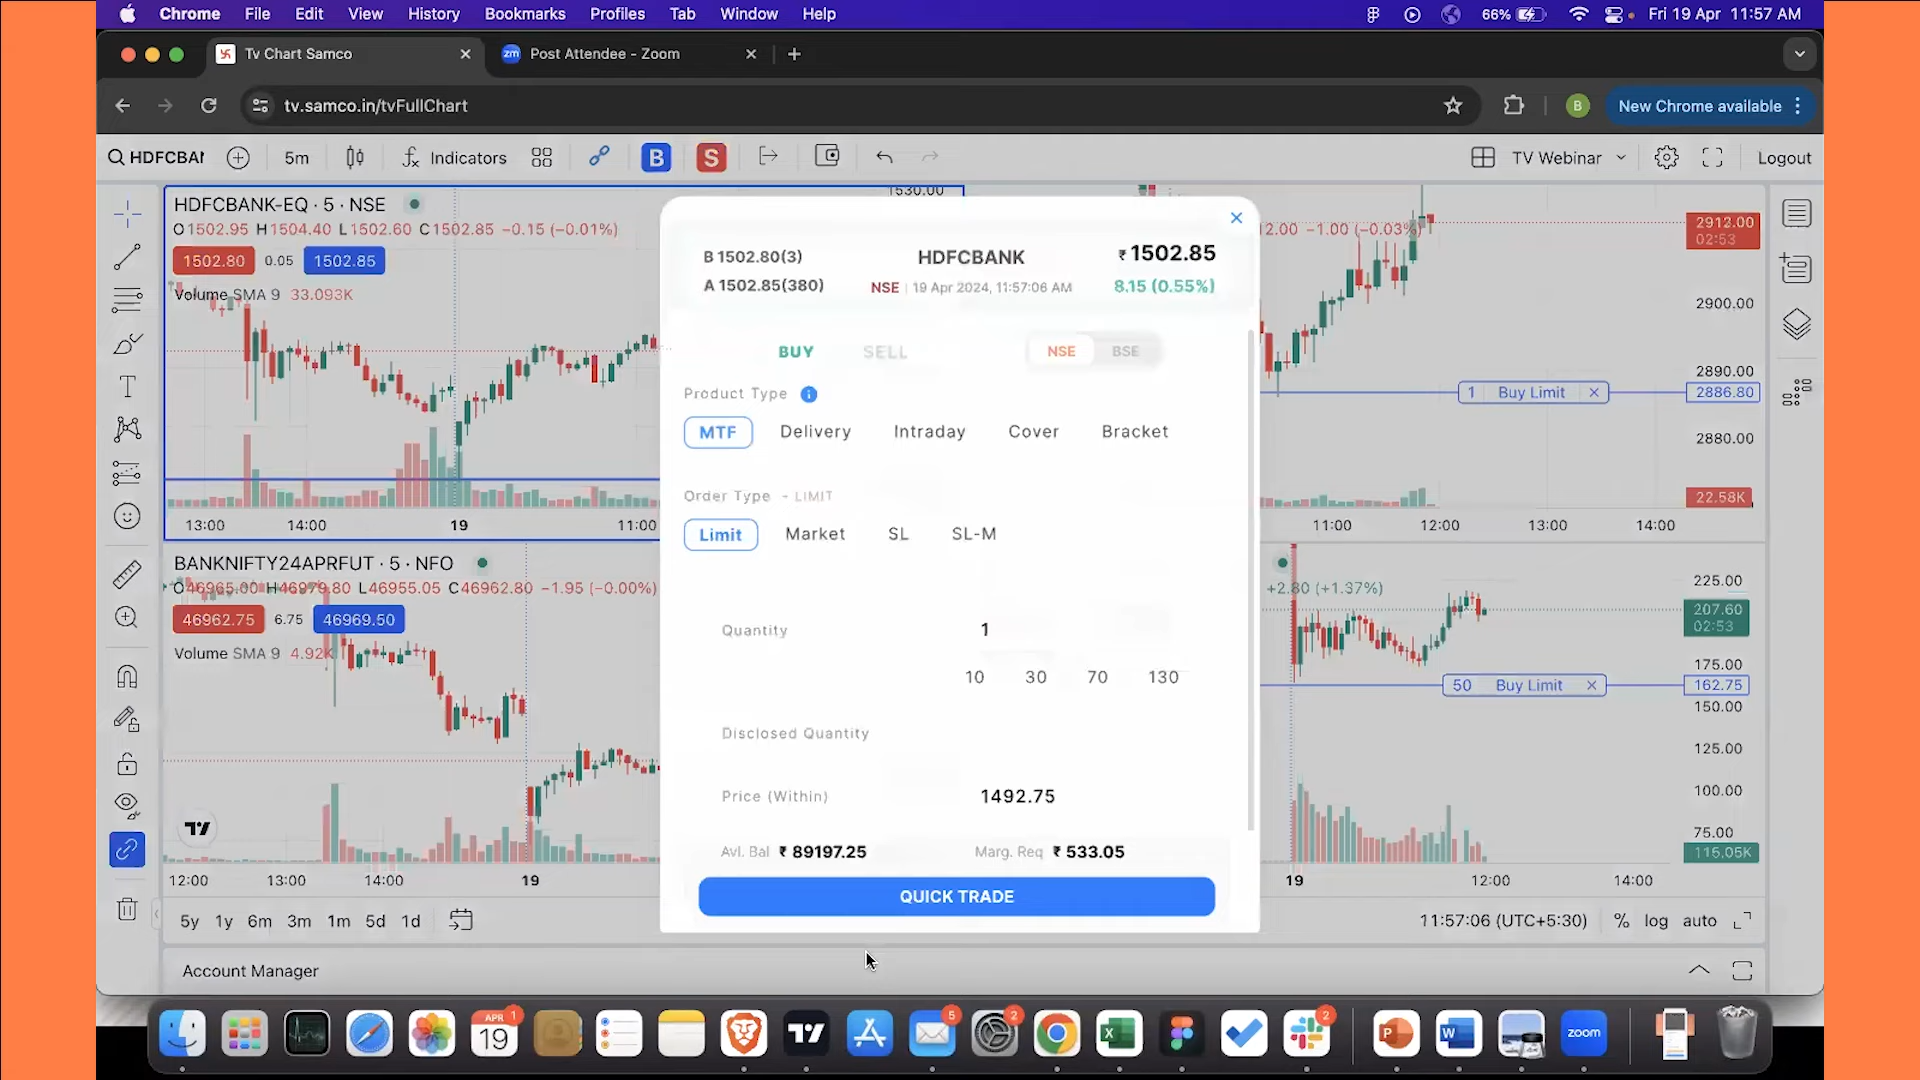 Chrome File Edit View History Bookmarks Profiles Tab Window Help 66% Fri 19 Apr 11:57 AM
Tv Chart Samco
zm Post Attendee - Zoom
tv.samco.in/tvFullChart
B New Chrome available
HDFCBAN 5m Indicators B S TV Webinar Logout
HDFCBANK-EQ · 5 · NSE
O1502.95 H1504.40 L1502.60 C1502.85 −0.15 (−0.01%)
1502.80 0.05 1502.85
Volume SMA 9 33.093K
1530.00
13:00 14:00 19 11:00
BANKNIFTY24APRFUT · 5 · NFO
O46965.00 H46979.80 L46955.05 C46962.80 −1.95 (−0.00%)
46962.75 6.75 46969.50
Volume SMA 9 4.92K
12:00 13:00 14:00 19
B 1502.80(3) HDFCBANK ₹ 1502.85
A 1502.85(380) NSE | 19 Apr 2024, 11:57:06 AM 8.15 (0.55%)
BUY SELL NSE BSE
Product Type
MTF Delivery Intraday Cover Bracket
Order Type - LIMIT
Limit Market SL SL-M
Quantity 1
10 30 70 130
Disclosed Quantity
Price (Within) 1492.75
Avl. Bal ₹ 89197.25 Marg. Req ₹ 533.05
QUICK TRADE
12.00 −1.00 (−0.03%)
2912.00
02:53
2900.00
2890.00
1 Buy Limit 2886.80
2880.00
22.58K
11:00 12:00 13:00 14:00
+2.80 (+1.37%)
225.00
207.60
02:53
175.00
50 Buy Limit 162.75
150.00
125.00
100.00
75.00
115.05K
19 12:00 14:00
5y 1y 6m 3m 1m 5d 1d 11:57:06 (UTC+5:30) % log auto
Account Manager
APR 1
19
5
2
X
2
P
W
zoom